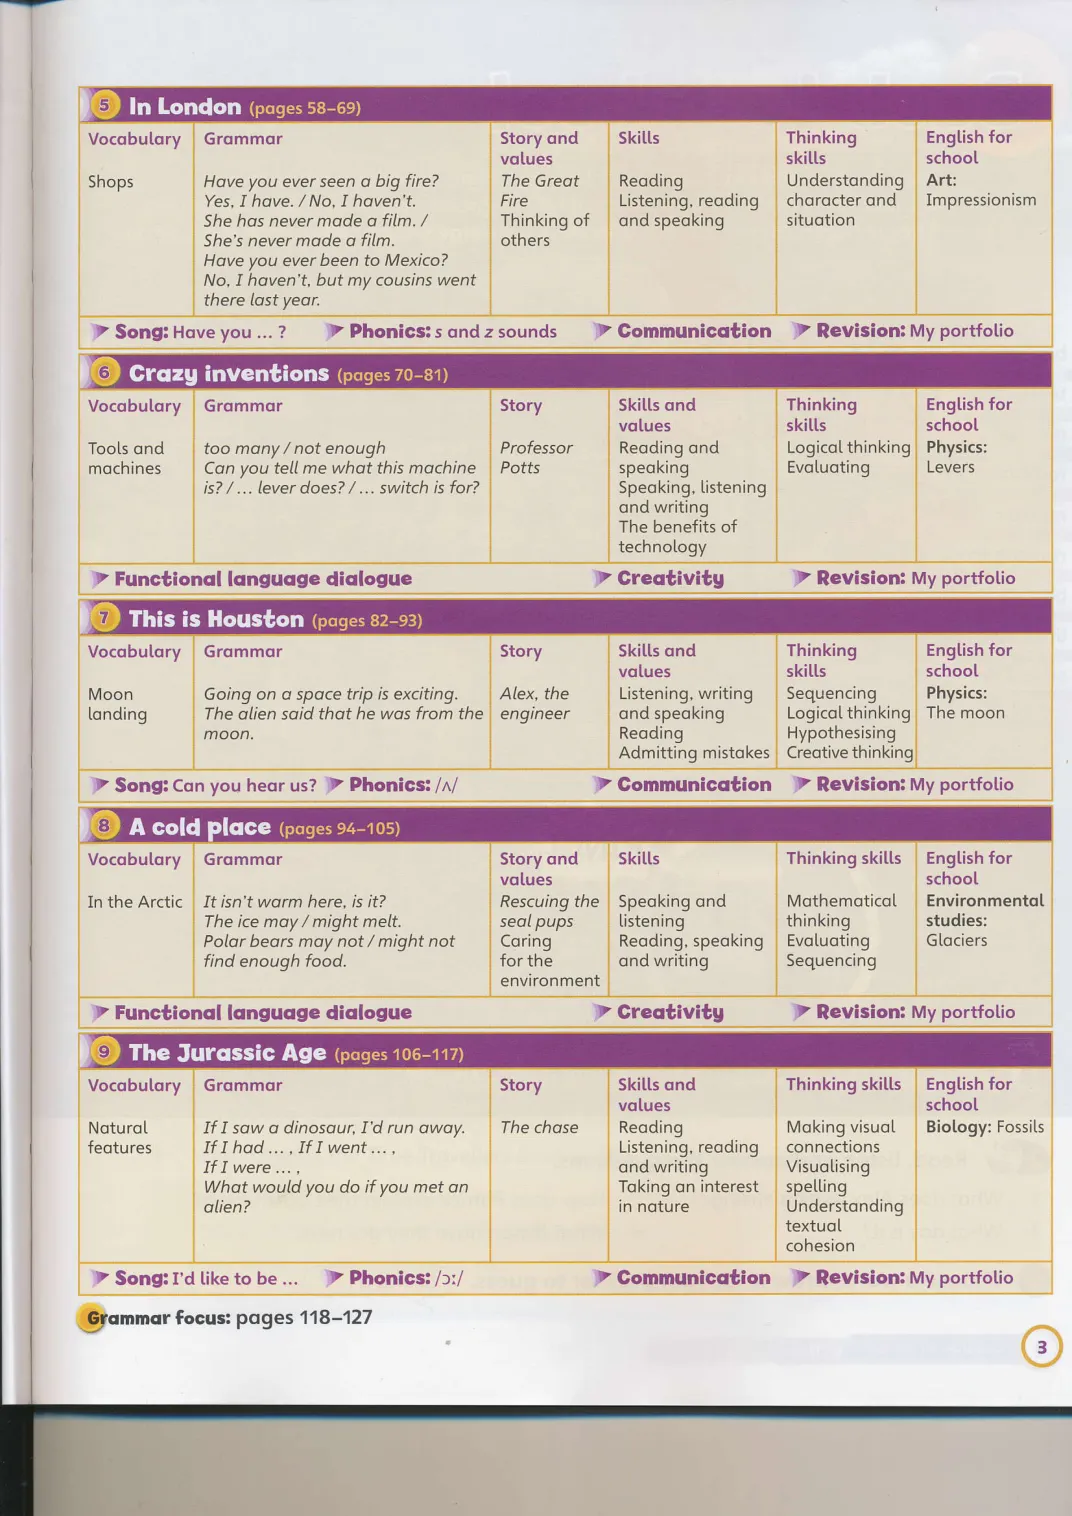 5 In London (pages 58–69)
Vocabulary
Shops
Grammar
Have you ever seen a big fire?
Yes, I have. / No, I haven't.
She has never made a film. /
She's never made a film.
Have you ever been to Mexico?
No, I haven't, but my cousins went
there last year.
Story and
values
The Great
Fire
Thinking of
others
Skills
Reading
Listening, reading
and speaking
Thinking
skills
Understanding
character and
situation
English for
school
Art:
Impressionism
Song: Have you ... ? Phonics: s and z sounds Communication Revision: My portfolio
6 Crazy inventions (pages 70–81)
Vocabulary
Tools and
machines
Grammar
too many / not enough
Can you tell me what this machine
is? / ... lever does? / ... switch is for?
Story
Professor
Potts
Skills and
values
Reading and
speaking
Speaking, listening
and writing
The benefits of
technology
Thinking
skills
Logical thinking
Evaluating
English for
school
Physics:
Levers
Functional language dialogue Creativity Revision: My portfolio
7 This is Houston (pages 82–93)
Vocabulary
Moon
landing
Grammar
Going on a space trip is exciting.
The alien said that he was from the
moon.
Story
Alex, the
engineer
Skills and
values
Listening, writing
and speaking
Reading
Admitting mistakes
Thinking
skills
Sequencing
Logical thinking
Hypothesising
Creative thinking
English for
school
Physics:
The moon
Song: Can you hear us? Phonics: /ʌ/ Communication Revision: My portfolio
8 A cold place (pages 94–105)
Vocabulary
In the Arctic
Grammar
It isn't warm here, is it?
The ice may / might melt.
Polar bears may not / might not
find enough food.
Story and
values
Rescuing the
seal pups
Caring
for the
environment
Skills
Speaking and
listening
Reading, speaking
and writing
Thinking skills
Mathematical
thinking
Evaluating
Sequencing
English for
school
Environmental
studies:
Glaciers
Functional language dialogue Creativity Revision: My portfolio
9 The Jurassic Age (pages 106–117)
Vocabulary
Natural
features
Grammar
If I saw a dinosaur, I'd run away.
If I had ... , If I went ... ,
If I were ... ,
What would you do if you met an
alien?
Story
The chase
Skills and
values
Reading
Listening, reading
and writing
Taking an interest
in nature
Thinking skills
Making visual
connections
Visualising
spelling
Understanding
textual
cohesion
English for
school
Biology: Fossils
Song: I'd like to be ... Phonics: /ɔː/ Communication Revision: My portfolio
Grammar focus: pages 118–127
3